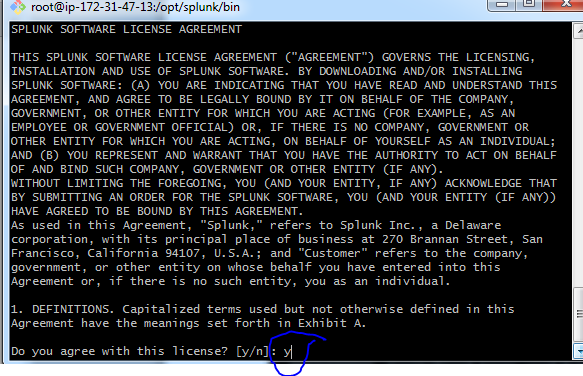 root@ip-172-31-47-13:/opt/splunk/bin
SPLUNK SOFTWARE LICENSE AGREEMENT
THIS SPLUNK SOFTWARE LICENSE AGREEMENT ("AGREEMENT") GOVERNS THE LICENSING,
INSTALLATION AND USE OF SPLUNK SOFTWARE. BY DOWNLOADING AND/OR INSTALLING
SPLUNK SOFTWARE: (A) YOU ARE INDICATING THAT YOU HAVE READ AND UNDERSTAND THIS
AGREEMENT, AND AGREE TO BE LEGALLY BOUND BY IT ON BEHALF OF THE COMPANY,
GOVERNMENT, OR OTHER ENTITY FOR WHICH YOU ARE ACTING (FOR EXAMPLE, AS AN
EMPLOYEE OR GOVERNMENT OFFICIAL) OR, IF THERE IS NO COMPANY, GOVERNMENT OR
OTHER ENTITY FOR WHICH YOU ARE ACTING, ON BEHALF OF YOURSELF AS AN INDIVIDUAL;
AND (B) YOU REPRESENT AND WARRANT THAT YOU HAVE THE AUTHORITY TO ACT ON BEHALF
OF AND BIND SUCH COMPANY, GOVERNMENT OR OTHER ENTITY (IF ANY).
WITHOUT LIMITING THE FOREGOING, YOU (AND YOUR ENTITY, IF ANY) ACKNOWLEDGE THAT
BY SUBMITTING AN ORDER FOR THE SPLUNK SOFTWARE, YOU (AND YOUR ENTITY (IF ANY))
HAVE AGREED TO BE BOUND BY THIS AGREEMENT.
As used in this Agreement, "Splunk," refers to Splunk Inc., a Delaware
corporation, with its principal place of business at 270 Brannan Street, San
Francisco, California 94107, U.S.A.; and "Customer" refers to the company,
government, or other entity on whose behalf you have entered into this
Agreement or, if there is no such entity, you as an individual.
1. DEFINITIONS. Capitalized terms used but not otherwise defined in this
Agreement have the meanings set forth in Exhibit A.
Do you agree with this license? [y/n]: y